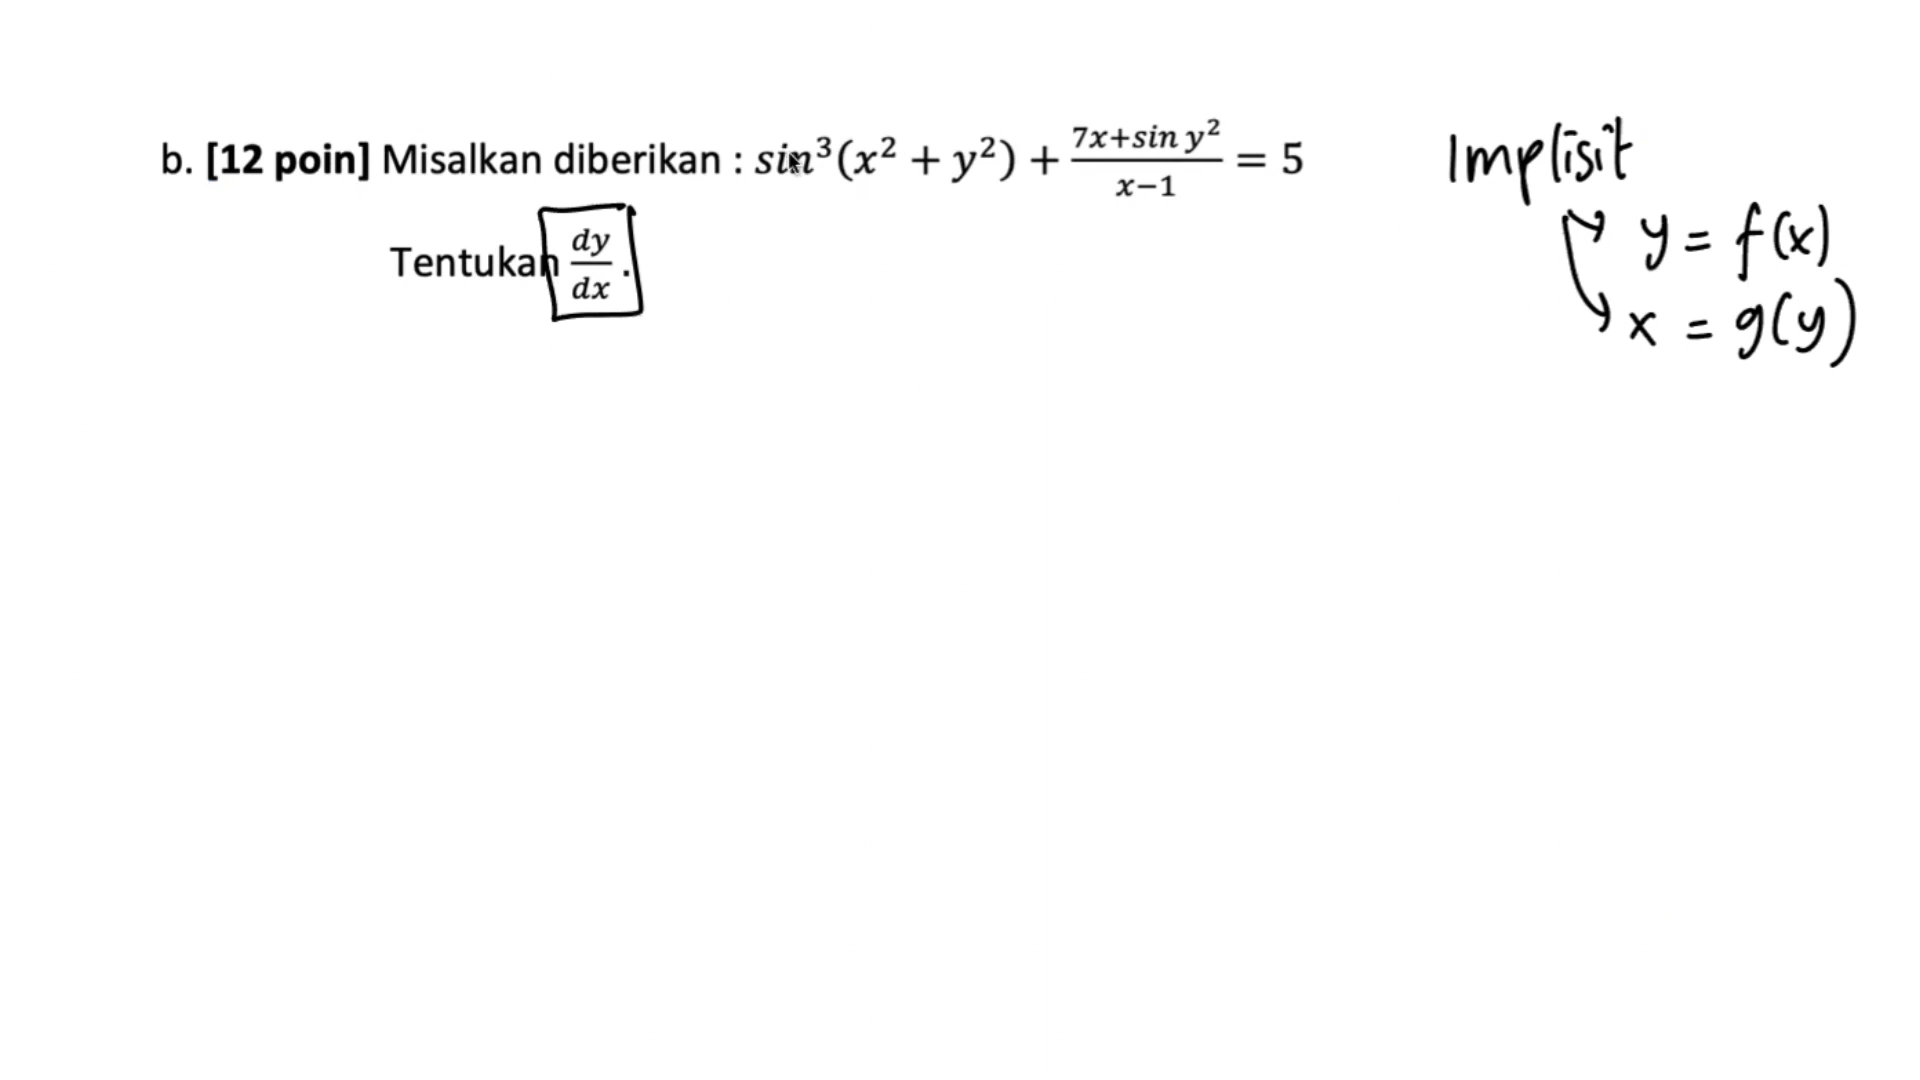 b. [12 poin] Misalkan diberikan : sin³(x² + y²) + (7x+sin y²)/(x−1) = 5
Tentukan dy/dx.
Implisit
y = f(x)
x = g(y)